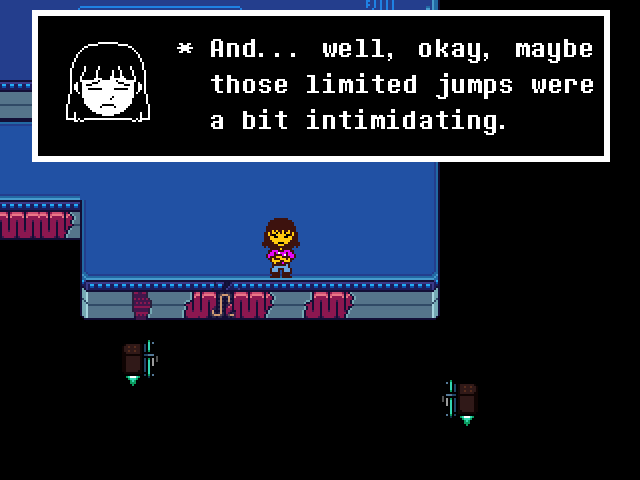 * And... well, okay, maybe
those limited jumps were
a bit intimidating.